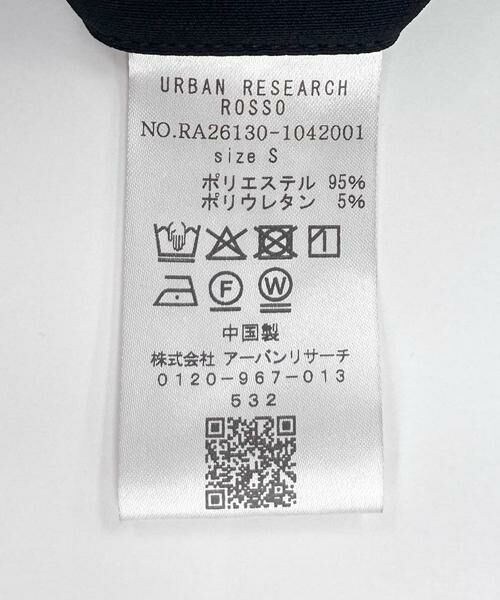 URBAN RESEARCH
ROSSO
NO.RA26130-1042001
size S
ポリエステル 95%
ポリウレタン 5%
F W
中国製
株式会社 アーバンリサーチ
0120-967-013
532